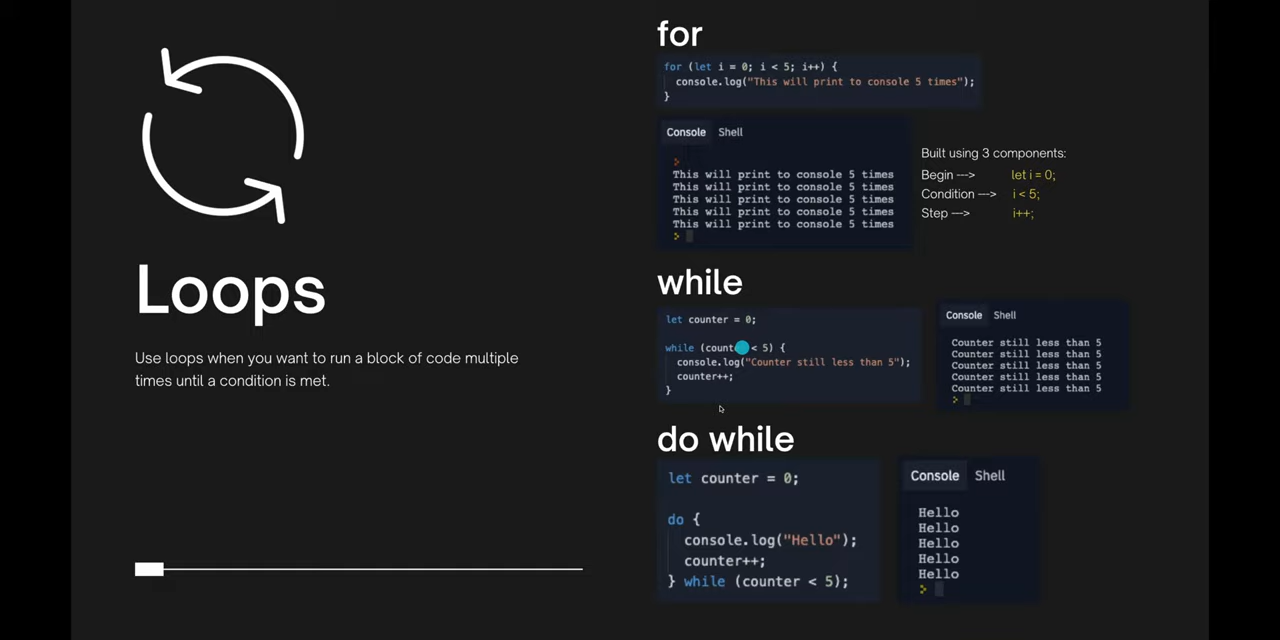 Loops
Use loops when you want to run a block of code multiple
times until a condition is met.
for
for (let i = 0; i < 5; i++) {
console.log("This will print to console 5 times");
}
Console Shell
>
This will print to console 5 times
This will print to console 5 times
This will print to console 5 times
This will print to console 5 times
This will print to console 5 times
>
Built using 3 components:
Begin ---> let i = 0;
Condition ---> i < 5;
Step ---> i++;
while
let counter = 0;
while (count < 5) {
console.log("Counter still less than 5");
counter++;
}
Console Shell
Counter still less than 5
Counter still less than 5
Counter still less than 5
Counter still less than 5
Counter still less than 5
>
do while
let counter = 0;
do {
console.log("Hello");
counter++;
} while (counter < 5);
Console Shell
Hello
Hello
Hello
Hello
Hello
>